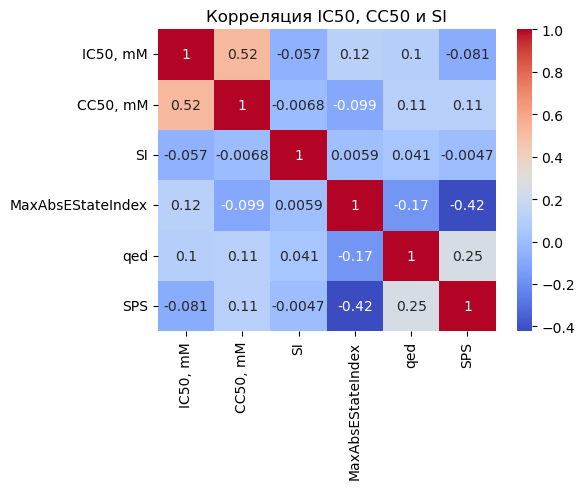 Корреляция IC50, CC50 и SI
IC50, mM 1 0.52 -0.057 0.12 0.1 -0.081
CC50, mM 0.52 1 -0.0068 -0.099 0.11 0.11
SI -0.057 -0.0068 1 0.0059 0.041 -0.0047
MaxAbsEStateIndex 0.12 -0.099 0.0059 1 -0.17 -0.42
qed 0.1 0.11 0.041 -0.17 1 0.25
SPS -0.081 0.11 -0.0047 -0.42 0.25 1
IC50, mM
CC50, mM
SI
MaxAbsEStateIndex
qed
SPS
1.0
0.8
0.6
0.4
0.2
0.0
−0.2
−0.4